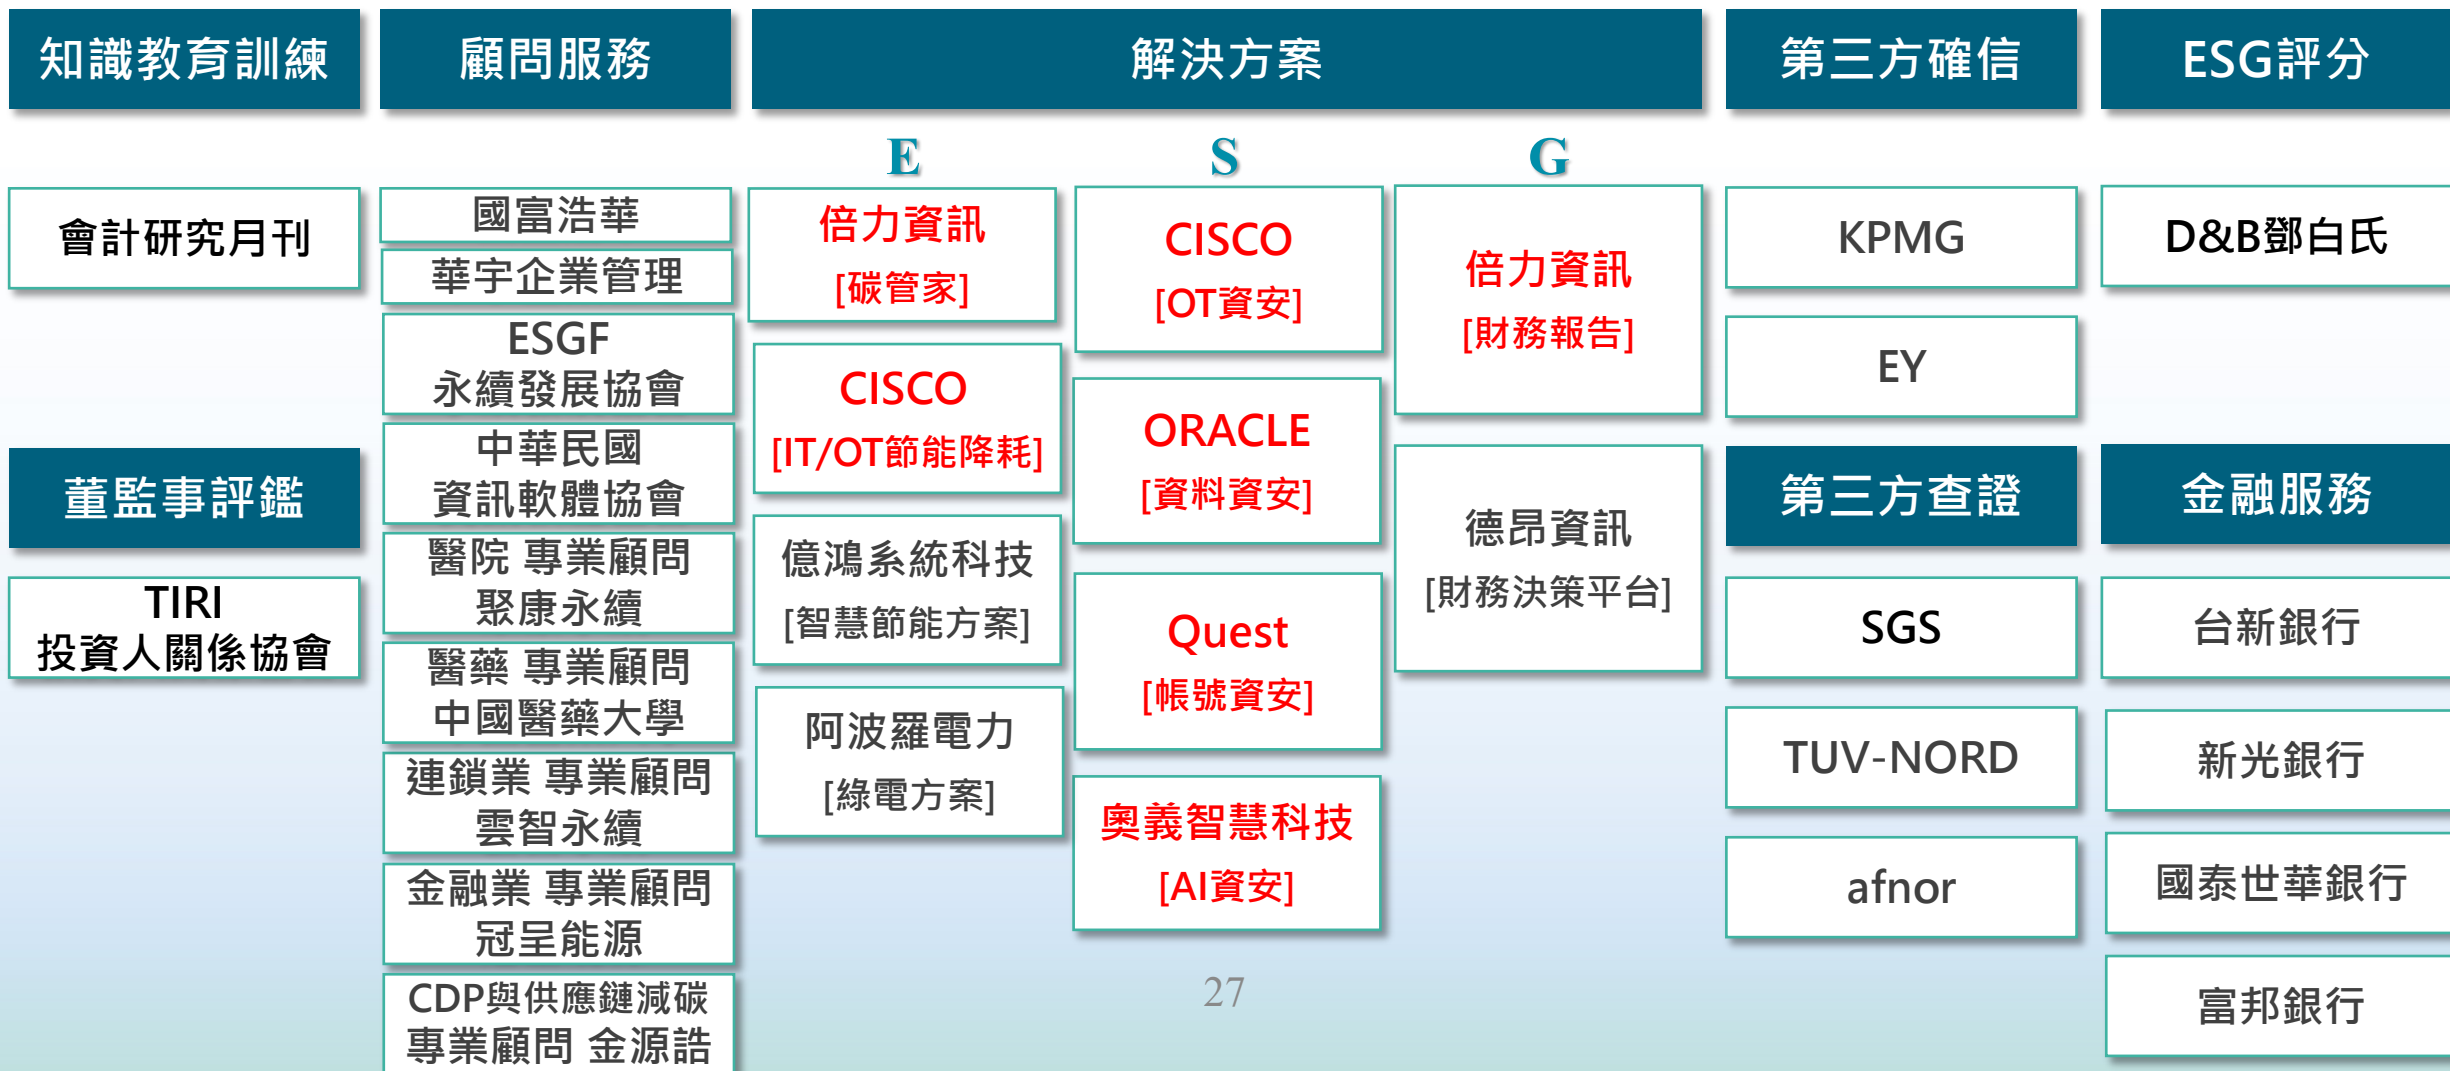 知識教育訓練
會計研究月刊
董監事評鑑
TIRI
投資人關係協會
顧問服務
國富浩華
華宇企業管理
ESGF
永續發展協會
中華民國
資訊軟體協會
醫院 專業顧問
聚康永續
醫藥 專業顧問
中國醫藥大學
連鎖業 專業顧問
雲智永續
金融業 專業顧問
冠呈能源
CDP與供應鏈減碳
專業顧問 金源誥
解決方案
E
倍力資訊
[碳管家]
CISCO
[IT/OT節能降耗]
億鴻系統科技
[智慧節能方案]
阿波羅電力
[綠電方案]
S
CISCO
[OT資安]
ORACLE
[資料資安]
Quest
[帳號資安]
奧義智慧科技
[AI資安]
G
倍力資訊
[財務報告]
德昂資訊
[財務決策平台]
第三方確信
KPMG
EY
第三方查證
SGS
TUV-NORD
afnor
ESG評分
D&B鄧白氏
金融服務
台新銀行
新光銀行
國泰世華銀行
富邦銀行
27